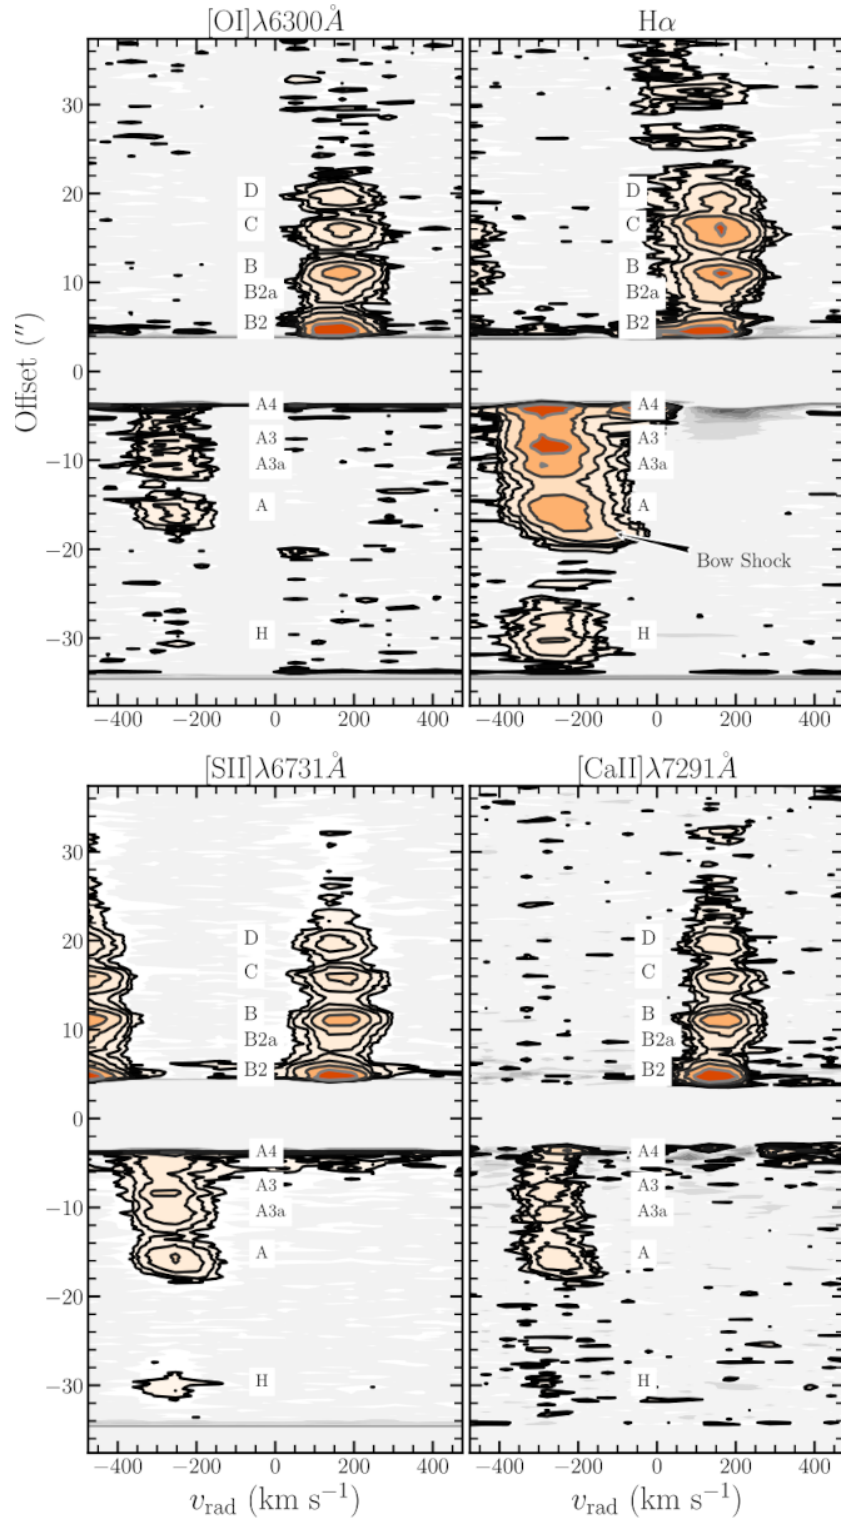 [OI]λ6300Å
Hα
30
20
10
0
−10
−20
−30
D
C
B
B2a
B2
A4
A3
A3a
A
H
D
C
B
B2a
B2
A4
A3
A3a
A
Bow Shock
H
−400 −200 0 200 400
−400 −200 0 200 400
Offset (″)
[SII]λ6731Å
[CaII]λ7291Å
30
20
10
0
−10
−20
−30
D
C
B
B2a
B2
A4
A3
A3a
A
H
D
C
B
B2a
B2
A4
A3
A3a
A
H
−400 −200 0 200 400
−400 −200 0 200 400
v_rad (km s⁻¹)
v_rad (km s⁻¹)